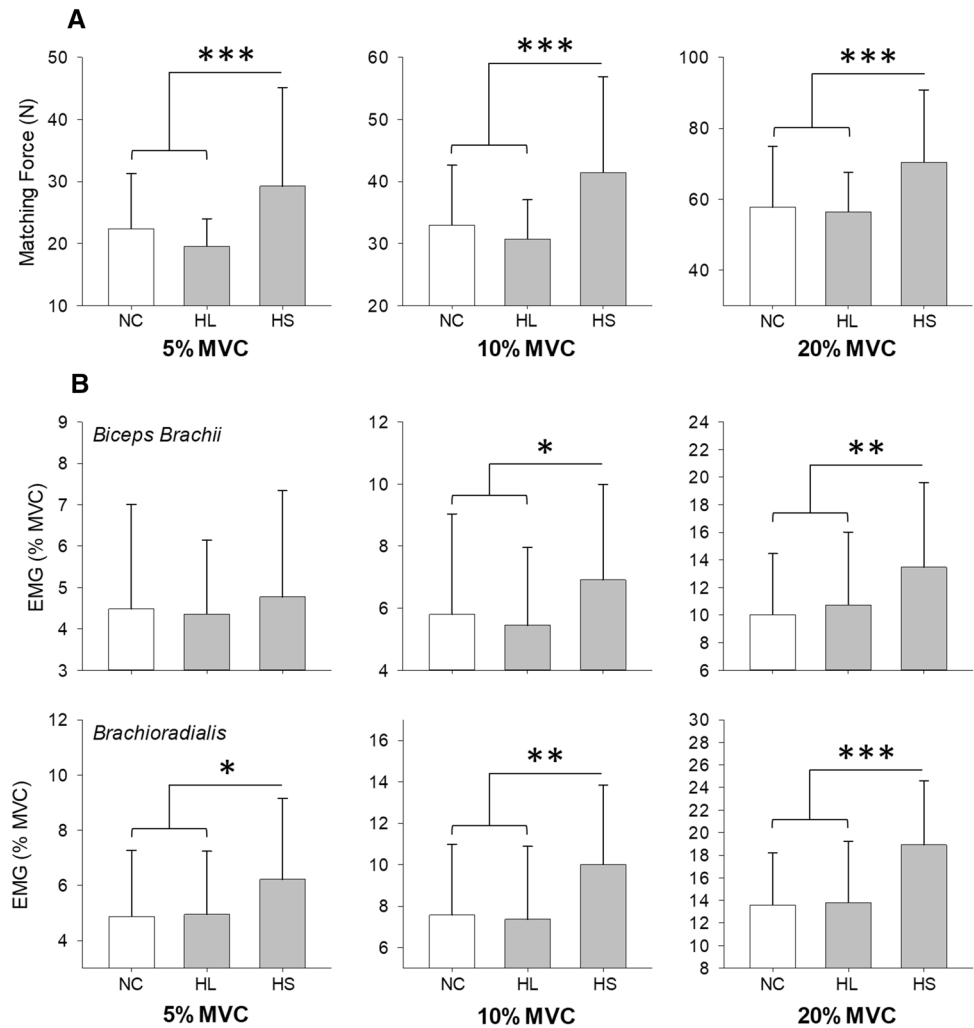 A
*** *** ***
Matching Force (N)
50 40 30 20 10
60 50 40 30 20
100 80 60 40
NC HL HS NC HL HS NC HL HS
5% MVC 10% MVC 20% MVC
B
Biceps Brachii
* **
EMG (% MVC)
9 8 7 6 5 4 3
12 10 8 6 4
24 22 20 18 16 14 12 10 8 6
Brachioradialis
* ** ***
EMG (% MVC)
12 10 8 6 4
16 14 12 10 8 6
30 28 26 24 22 20 18 16 14 12 10 8
NC HL HS NC HL HS NC HL HS
5% MVC 10% MVC 20% MVC